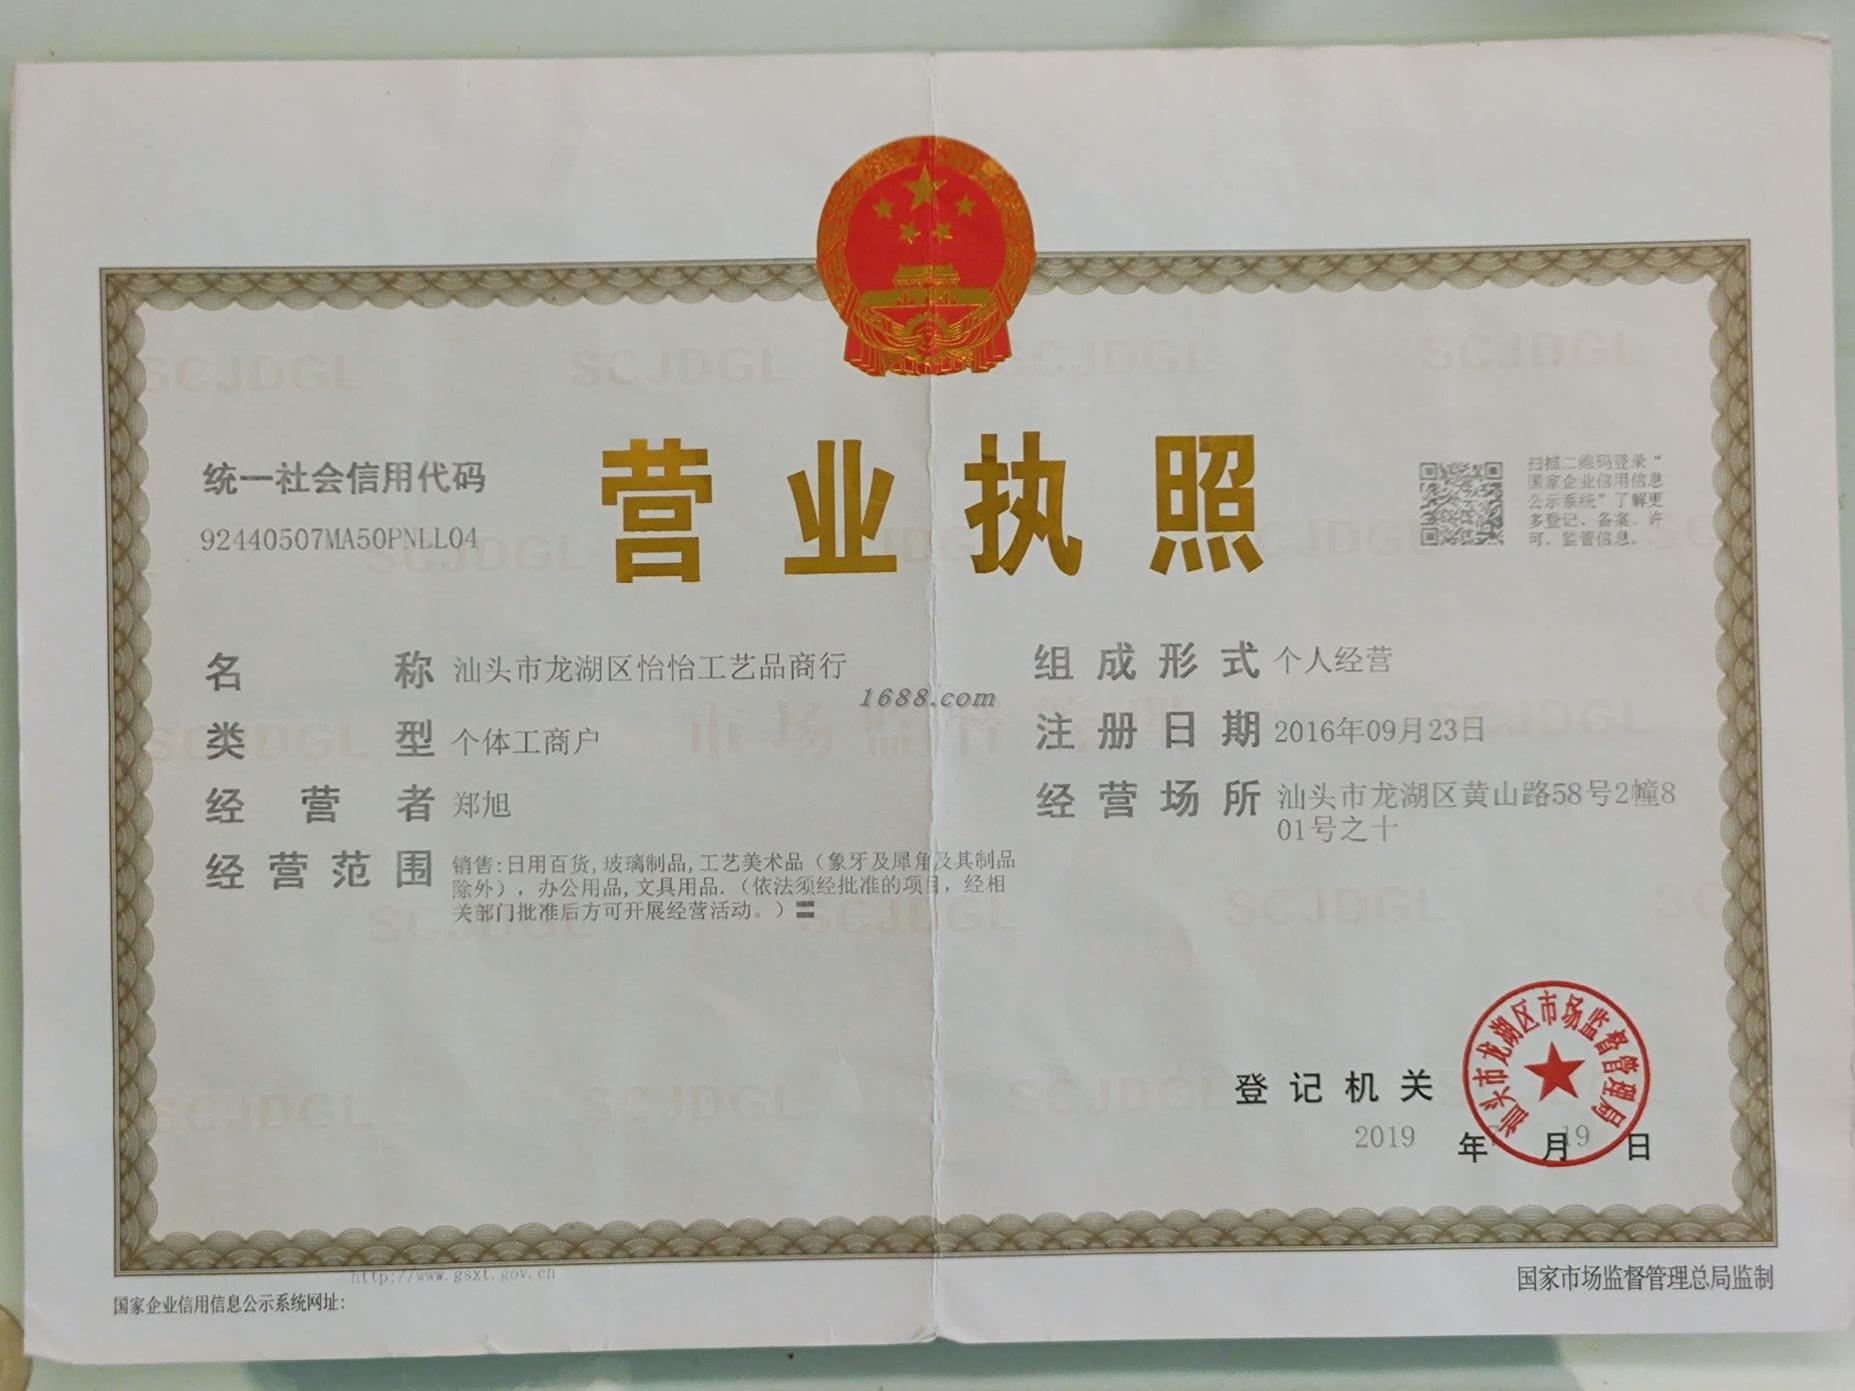 营业执照
统一社会信用代码
92440507MA50PNLL04
扫描二维码登录“
国家企业信用信息
公示系统”了解更
多登记、备案、许
可、监管信息。
名称 汕头市龙湖区怡怡工艺品商行
类型 个体工商户
经营者 郑旭
经营范围 销售:日用百货,玻璃制品,工艺美术品（象牙及犀角及其制品
除外）,办公用品,文具用品.（依法须经批准的项目，经相
关部门批准后方可开展经营活动。）
组成形式 个人经营
注册日期 2016年09月23日
经营场所 汕头市龙湖区黄山路58号2幢8
01号之十
1688.com
登记机关
汕头市龙湖区市场监督管理局
2019 年 月 19 日
http://www.gsxt.gov.cn
国家企业信用信息公示系统网址:
国家市场监督管理总局监制
SCJDGL
SCJDGL
SCJDGL
SCJDGL